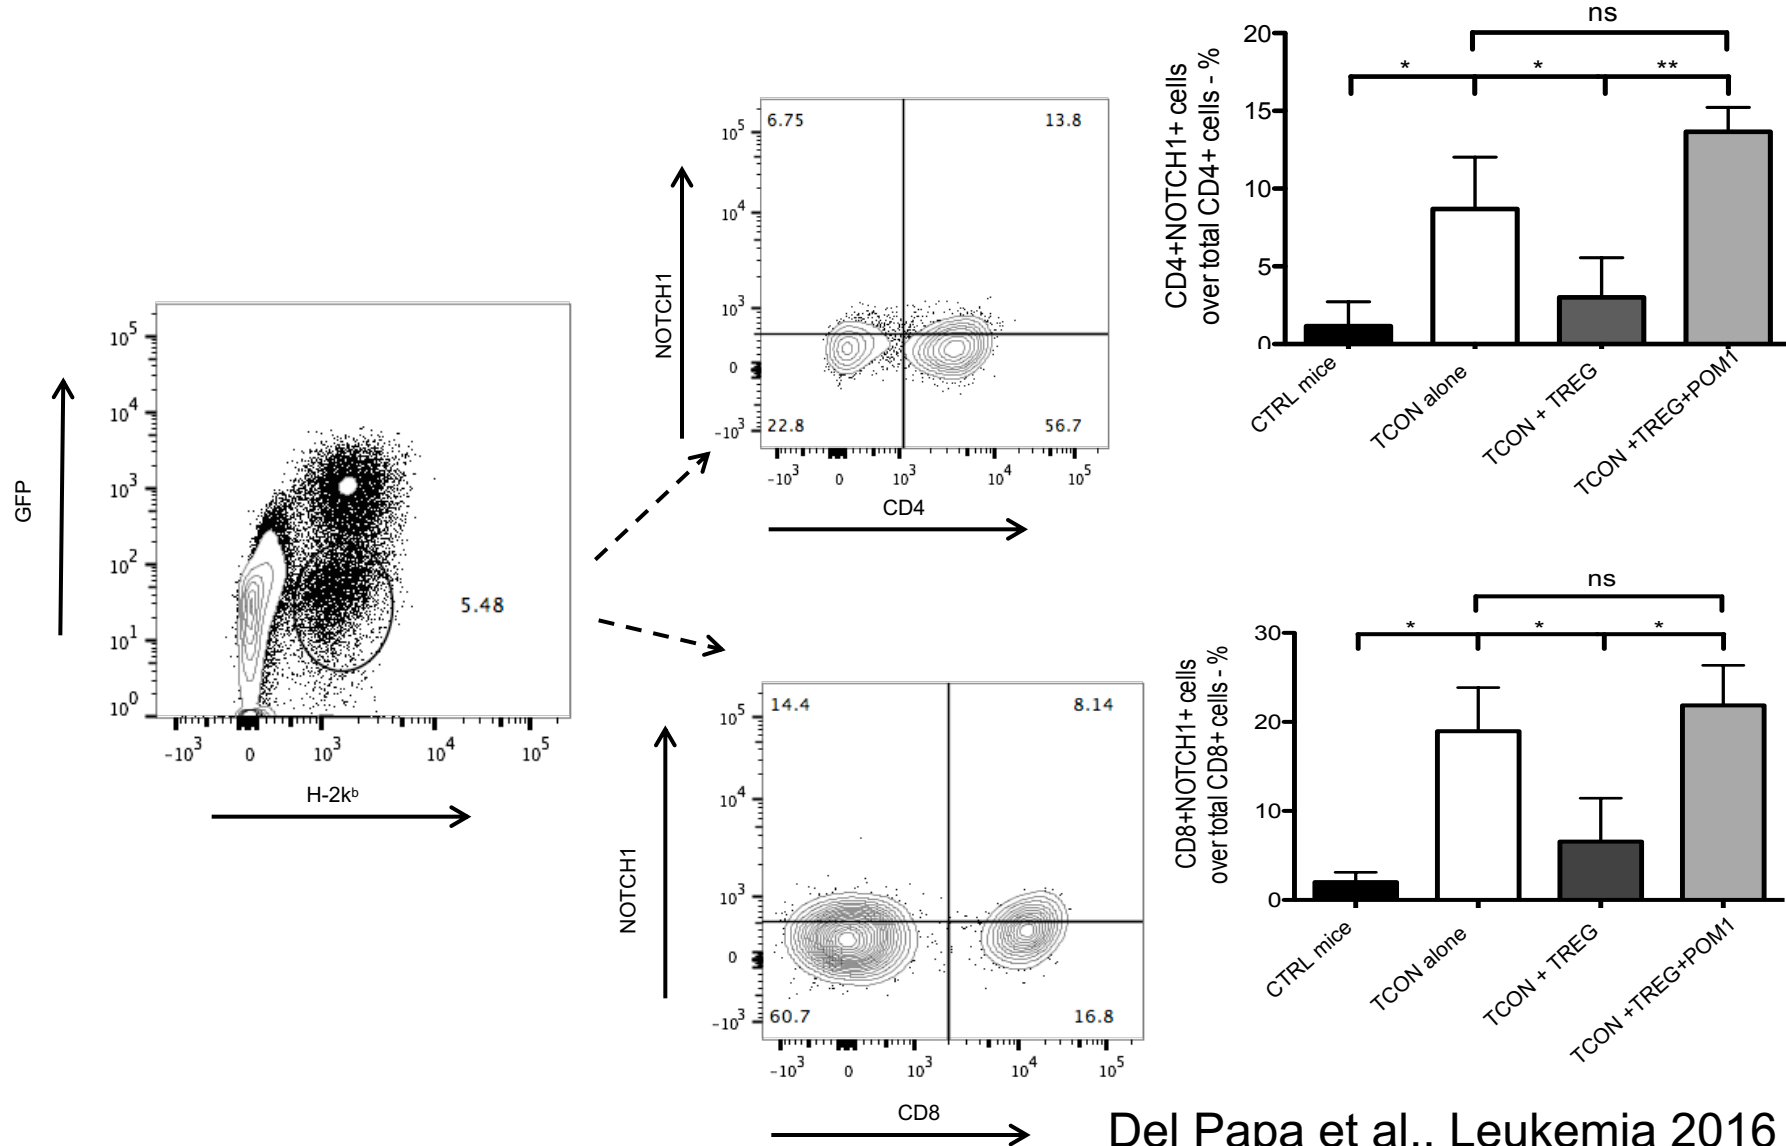 GFP
10^5
10^4
10^3
10^2
10^1
10^0
-10^3 0 10^3 10^4 10^5
5.48
H-2k^b
NOTCH1
10^5
10^4
10^3
0
-10^3
6.75 13.8
22.8 56.7
-10^3 0 10^3 10^4 10^5
CD4
NOTCH1
10^5
10^4
10^3
0
-10^3
14.4 8.14
60.7 16.8
-10^3 0 10^3 10^4 10^5
CD8
CD4+NOTCH1+ cells
over total CD4+ cells - %
20
15
10
5
0
ns
* * **
CTRL mice
TCON alone
TCON + TREG
TCON +TREG+POM1
CD8+NOTCH1+ cells
over total CD8+ cells - %
30
20
10
0
ns
* * *
CTRL mice
TCON alone
TCON + TREG
TCON +TREG+POM1
Del Papa et al., Leukemia 2016